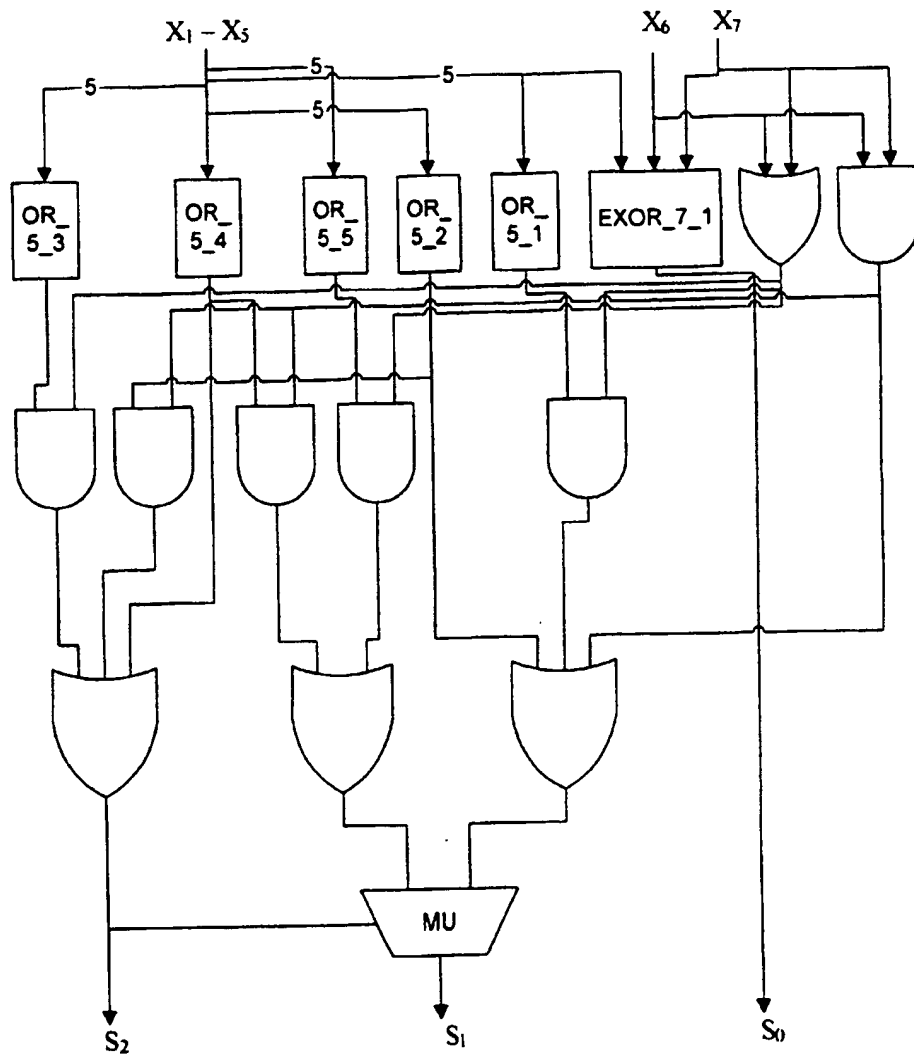 X₁ – X₅
X₆
X₇
5
5
5
5
OR_
5_3
OR_
5_4
OR_
5_5
OR_
5_2
OR_
5_1
EXOR_7_1
MU
S₂
S₁
S₀